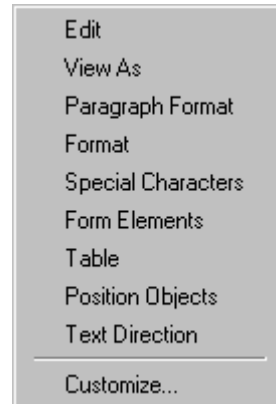 Edit
View As
Paragraph Format
Format
Special Characters
Form Elements
Table
Position Objects
Text Direction
Customize...